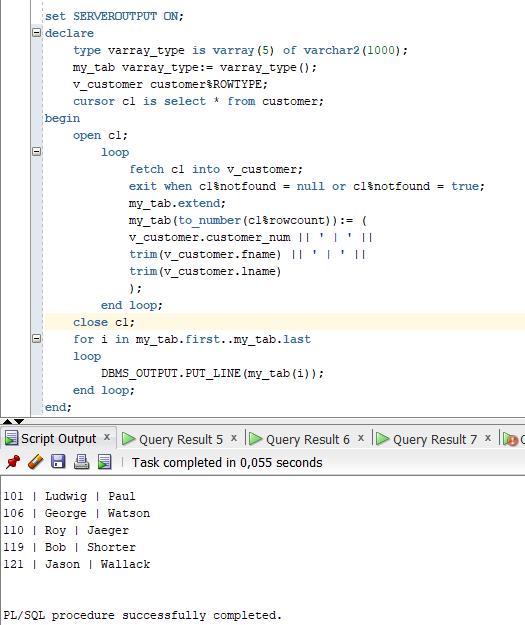 set SERVEROUTPUT ON;
declare
type varray_type is varray(5) of varchar2(1000);
my_tab varray_type:= varray_type();
v_customer customer%ROWTYPE;
cursor c1 is select * from customer;
begin
open c1;
loop
fetch c1 into v_customer;
exit when c1%notfound = null or c1%notfound = true;
my_tab.extend;
my_tab(to_number(c1%rowcount)):= (
v_customer.customer_num || ' | ' ||
trim(v_customer.fname) || ' | ' ||
trim(v_customer.lname)
);
end loop;
close c1;
for i in my_tab.first..my_tab.last
loop
DBMS_OUTPUT.PUT_LINE(my_tab(i));
end loop;
end;
Script Output x Query Result 5 x Query Result 6 x Query Result 7 x Q
Task completed in 0,055 seconds
101 | Ludwig | Paul
106 | George | Watson
110 | Roy | Jaeger
119 | Bob | Shorter
121 | Jason | Wallack
PL/SQL procedure successfully completed.